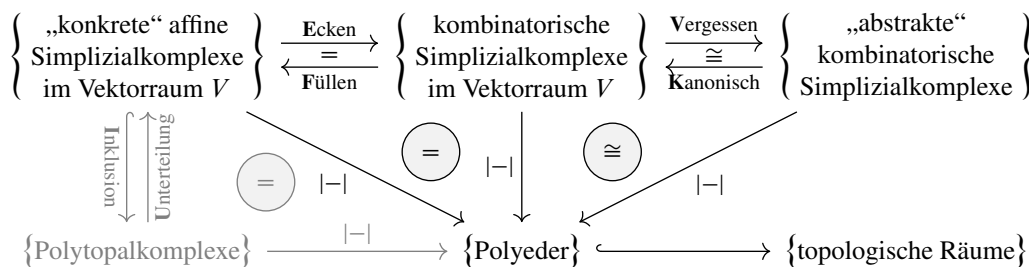 „konkrete“ affine Simplizialkomplexe im Vektorraum V
Ecken
=
Füllen
kombinatorische Simplizialkomplexe im Vektorraum V
Vergessen
≅
Kanonisch
„abstrakte“ kombinatorische Simplizialkomplexe
Inklusion
Unterteilung
=
|−|
=
|−|
≅
|−|
{Polytopalkomplexe}
|−|
{Polyeder}
{topologische Räume}